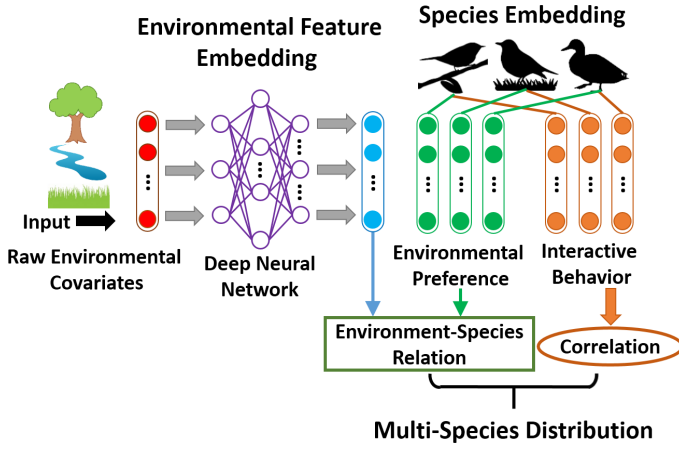 Environmental Feature
Embedding
Species Embedding
Input
Raw Environmental
Covariates
Deep Neural
Network
Environmental
Preference
Interactive
Behavior
Environment-Species
Relation
Correlation
Multi-Species Distribution